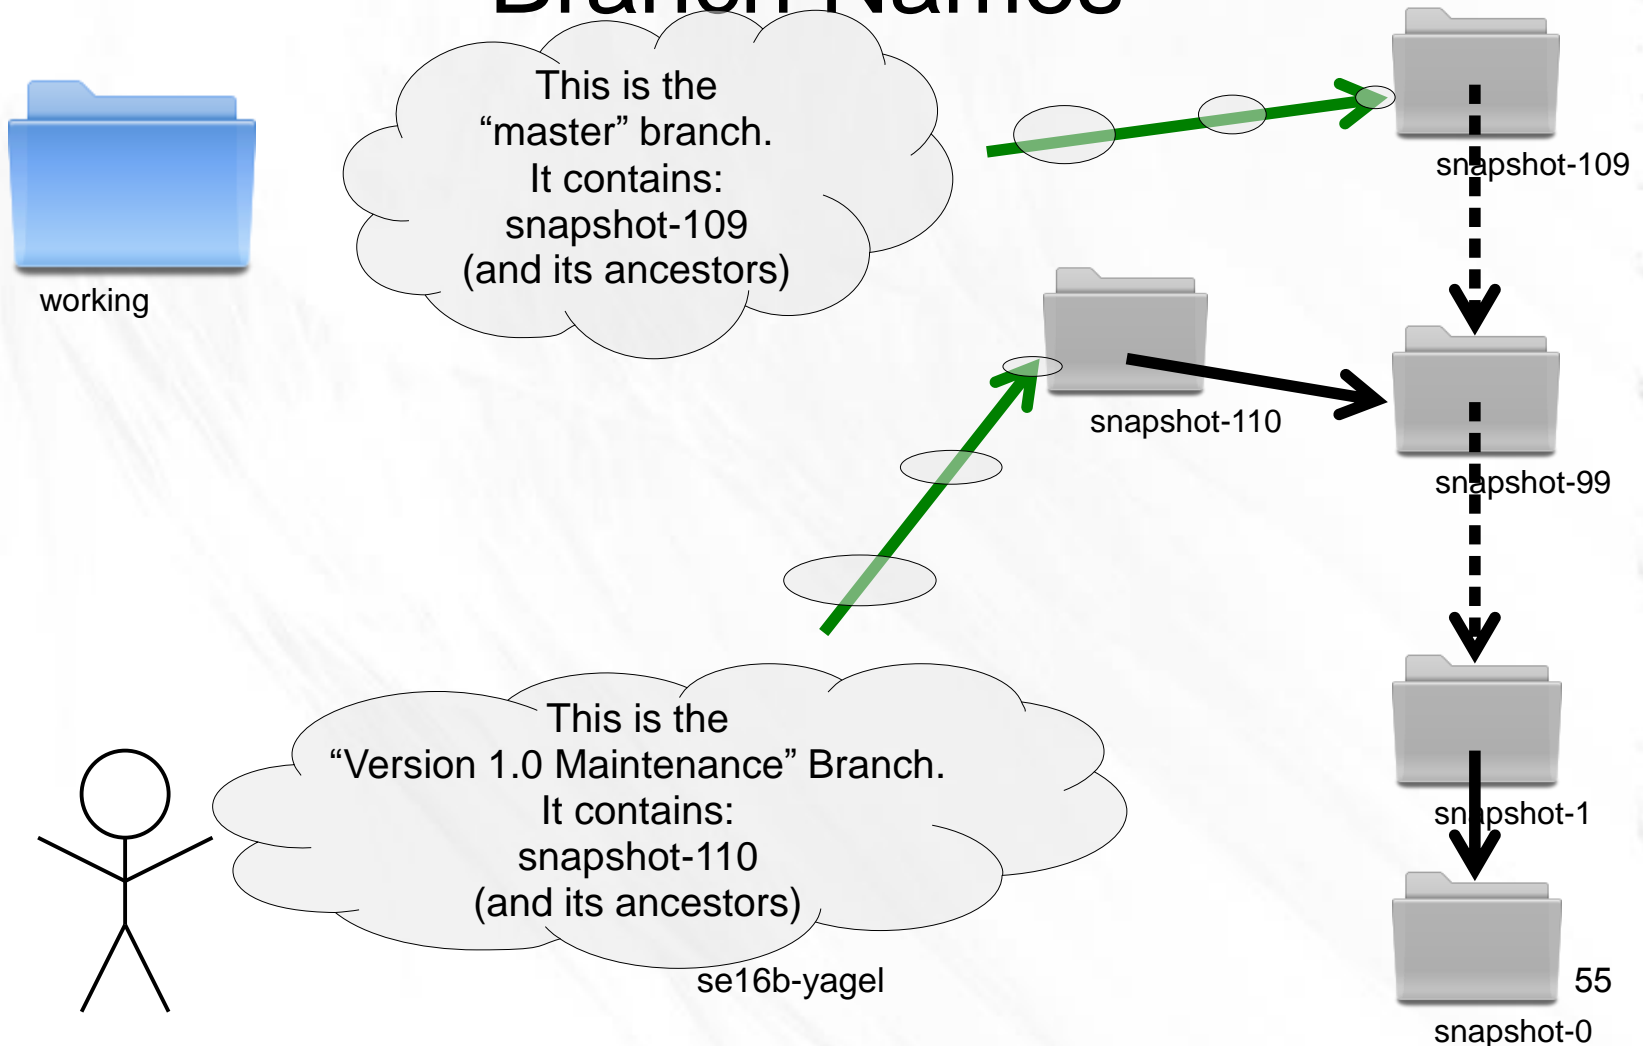 Branch Names
This is the
“master” branch.
It contains:
snapshot-109
(and its ancestors)
working
snapshot-109
snapshot-110
snapshot-99
This is the
“Version 1.0 Maintenance” Branch.
It contains:
snapshot-110
(and its ancestors)
snapshot-1
se16b-yagel
55
snapshot-0